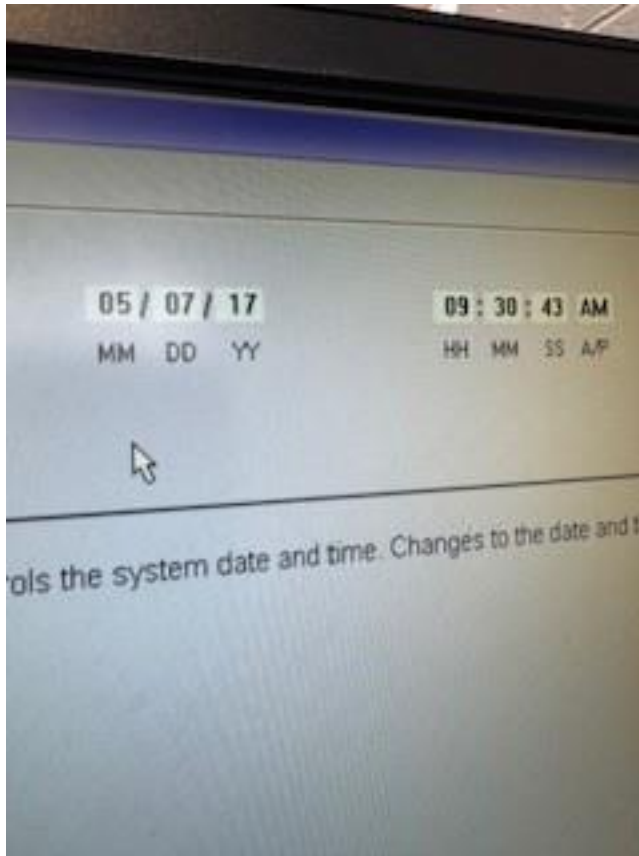 05 / 07 / 17 09 : 30 : 43 AM
MM DD YY HH MM SS A/P
ols the system date and time. Changes to the date and